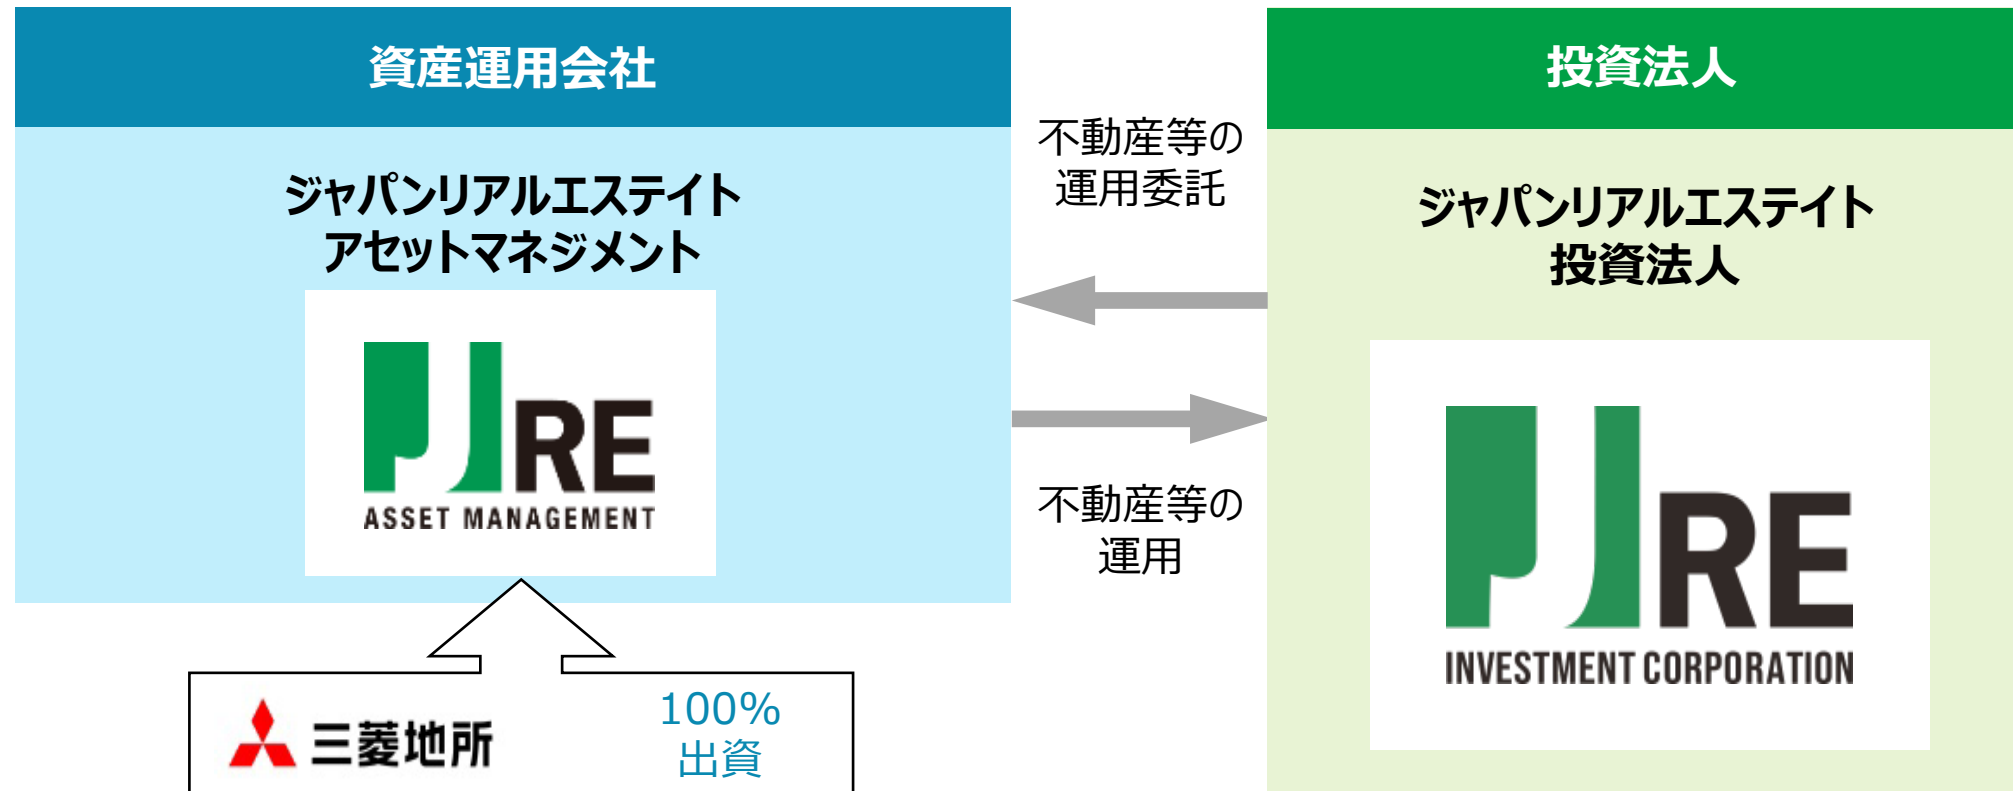 資産運用会社
ジャパンリアルエステイト
アセットマネジメント
JRE
ASSET MANAGEMENT
三菱地所
100%
出資
不動産等の
運用委託
不動産等の
運用
投資法人
ジャパンリアルエステイト
投資法人
JRE
INVESTMENT CORPORATION